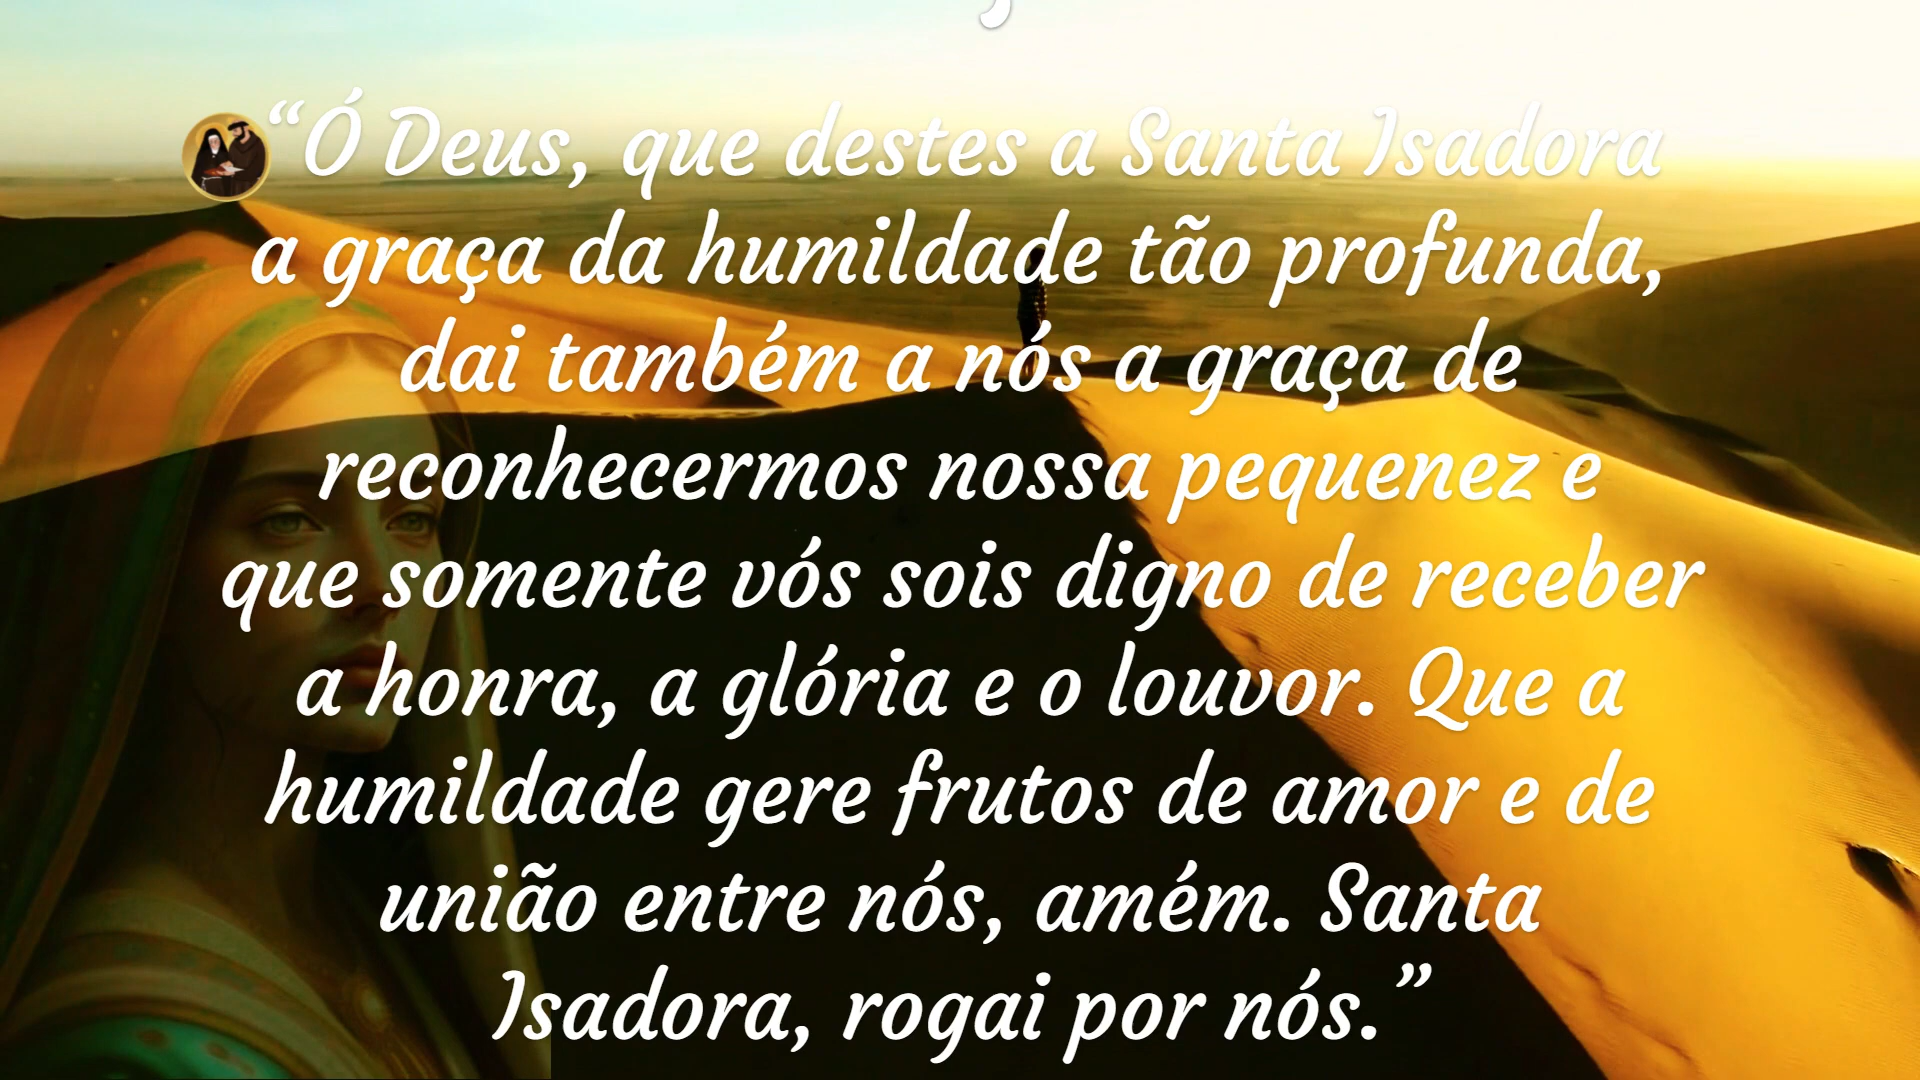 “Ó Deus, que destes a Santa Isadora
a graça da humildade tão profunda,
dai também a nós a graça de
reconhecermos nossa pequenez e
que somente vós sois digno de receber
a honra, a glória e o louvor. Que a
humildade gere frutos de amor e de
união entre nós, amém. Santa
Isadora, rogai por nós.”